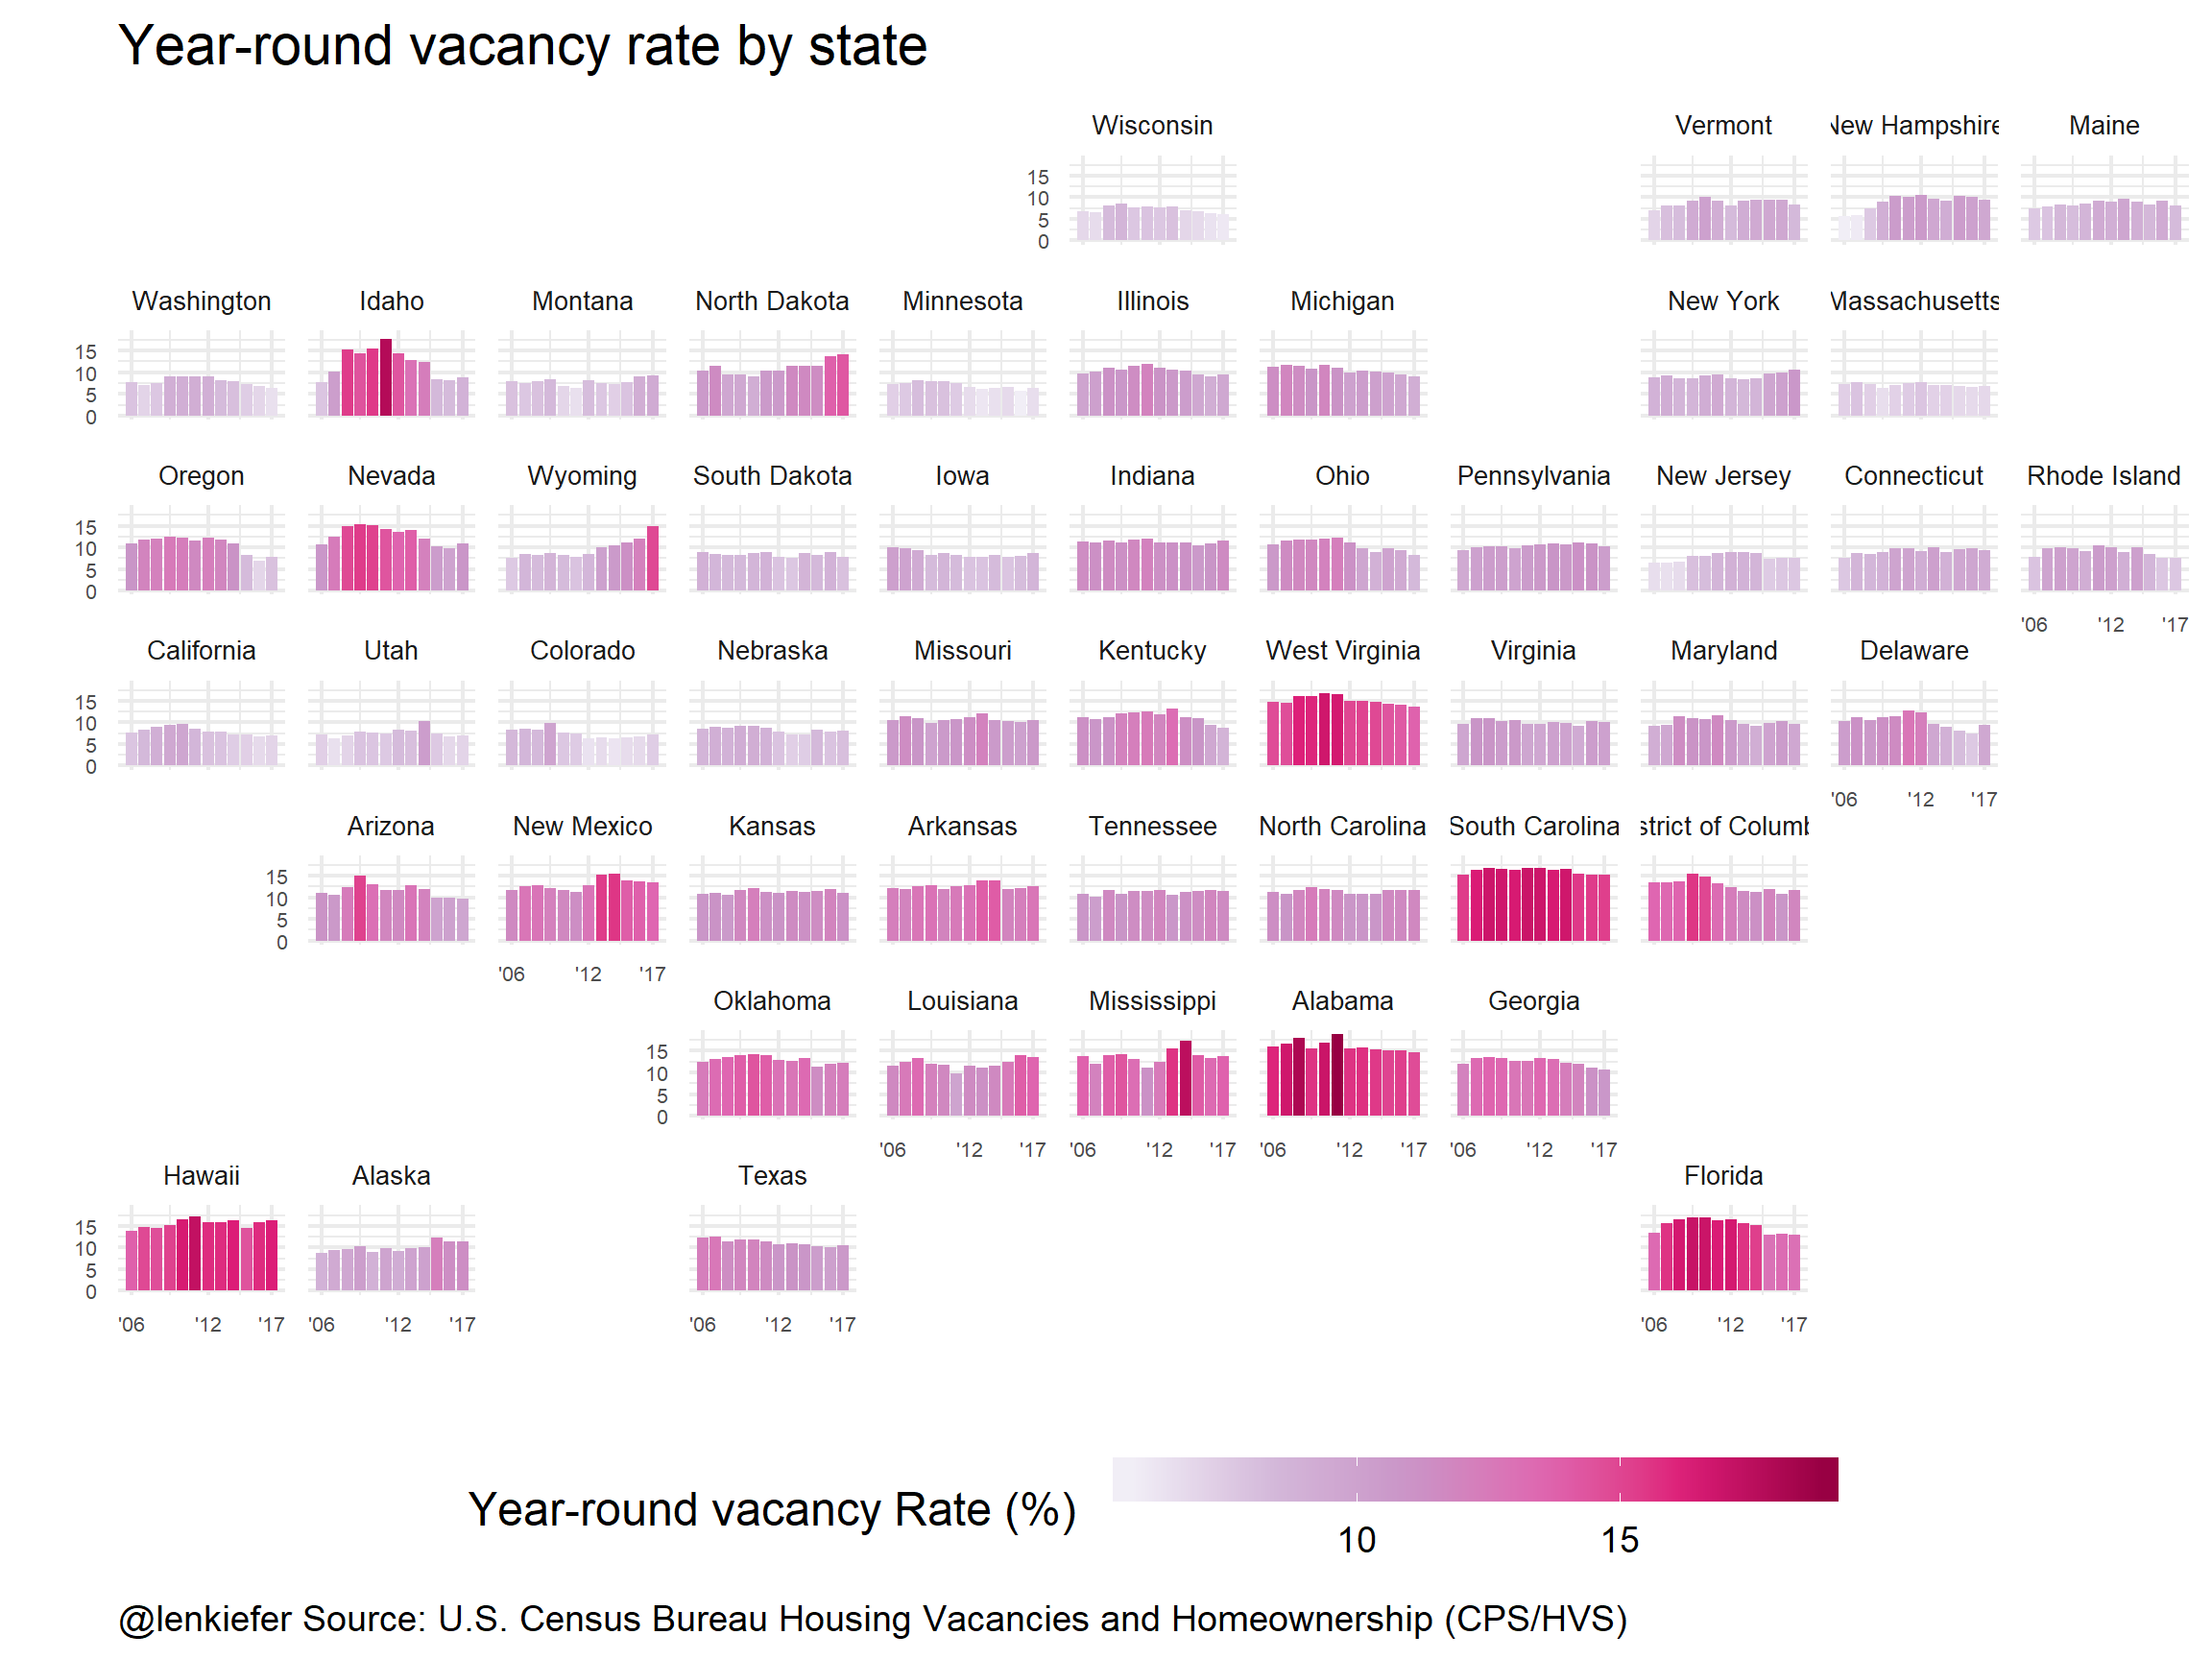 Year-round vacancy rate by state
Wisconsin Vermont New Hampshire Maine
15
10
5
0
Washington Idaho Montana North Dakota Minnesota Illinois Michigan New York Massachusetts
15
10
5
0
Oregon Nevada Wyoming South Dakota Iowa Indiana Ohio Pennsylvania New Jersey Connecticut Rhode Island
15
10
5
0
'06 '12 '17
California Utah Colorado Nebraska Missouri Kentucky West Virginia Virginia Maryland Delaware
15
10
5
0
'06 '12 '17
Arizona New Mexico Kansas Arkansas Tennessee North Carolina South Carolina strict of Columb
15
10
5
0
'06 '12 '17
Oklahoma Louisiana Mississippi Alabama Georgia
15
10
5
0
'06 '12 '17 '06 '12 '17 '06 '12 '17 '06 '12 '17
Hawaii Alaska Texas Florida
15
10
5
0
'06 '12 '17 '06 '12 '17 '06 '12 '17 '06 '12 '17
Year-round vacancy Rate (%)
10 15
@lenkiefer Source: U.S. Census Bureau Housing Vacancies and Homeownership (CPS/HVS)